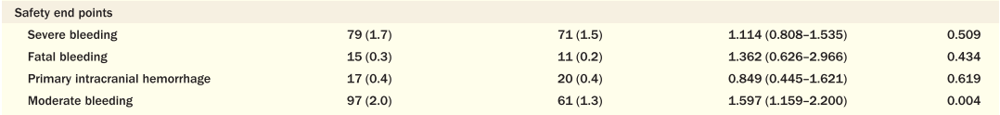 Safety end points
Severe bleeding 79 (1.7) 71 (1.5) 1.114 (0.808–1.535) 0.509
Fatal bleeding 15 (0.3) 11 (0.2) 1.362 (0.626–2.966) 0.434
Primary intracranial hemorrhage 17 (0.4) 20 (0.4) 0.849 (0.445–1.621) 0.619
Moderate bleeding 97 (2.0) 61 (1.3) 1.597 (1.159–2.200) 0.004